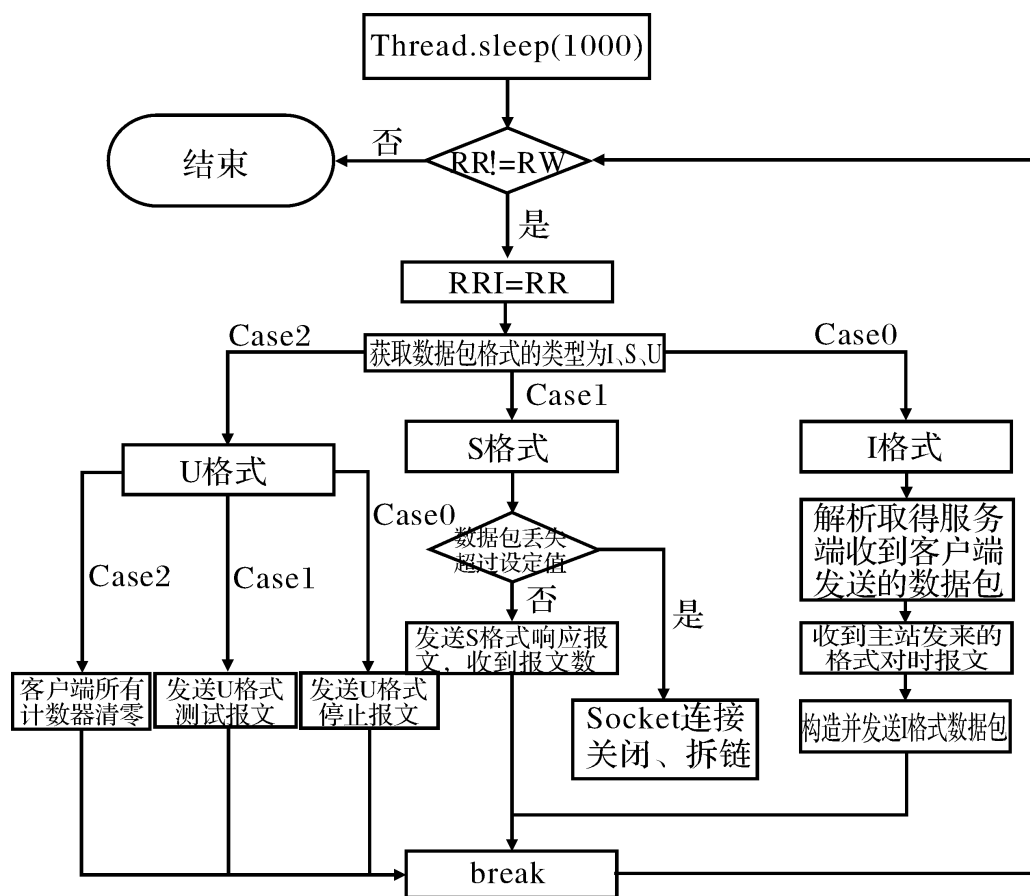 Thread.sleep(1000)
否
结束
RR!=RW
是
RRI=RR
Case2
Case0
获取数据包格式的类型为I、S、U
Case1
U格式
S格式
I格式
Case0
数据包丢失
超过设定值
解析取得服务
端收到客户端
发送的数据包
Case2
Case1
否
是
发送S格式响应报
文，收到报文数
收到主站发来的
格式对时报文
客户端所有
计数器清零
发送U格式
测试报文
发送U格式
停止报文
Socket连接
关闭、拆链
构造并发送I格式数据包
break